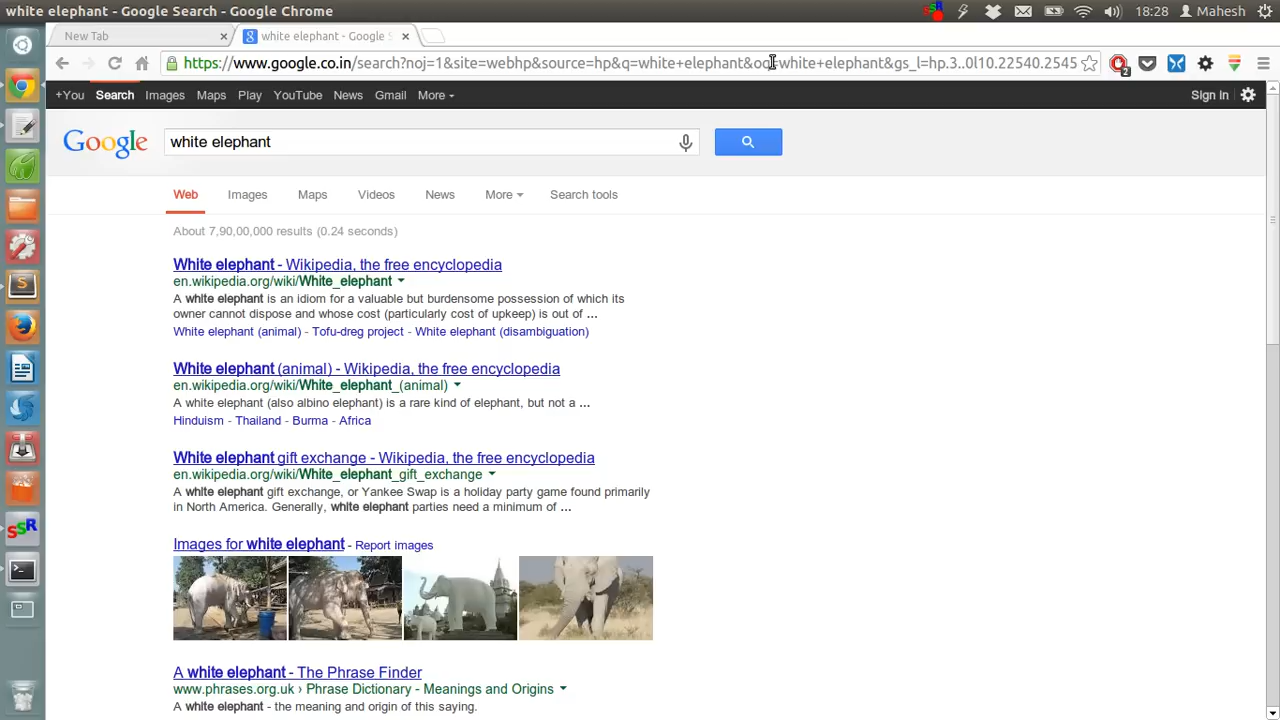 white elephant - Google Search - Google Chrome
18:28 Mahesh
New Tab
white elephant - Google S
https://www.google.co.in/search?noj=1&site=webhp&source=hp&q=white+elephant&oq=white+elephant&gs_l=hp.3..0l10.22540.2545
2
+You Search Images Maps Play YouTube News Gmail More
Sign in
Google
white elephant
Web Images Maps Videos News More Search tools
About 7,90,00,000 results (0.24 seconds)
White elephant - Wikipedia, the free encyclopedia
en.wikipedia.org/wiki/White_elephant
A white elephant is an idiom for a valuable but burdensome possession of which its
owner cannot dispose and whose cost (particularly cost of upkeep) is out of ...
White elephant (animal) - Tofu-dreg project - White elephant (disambiguation)
White elephant (animal) - Wikipedia, the free encyclopedia
en.wikipedia.org/wiki/White_elephant_(animal)
A white elephant (also albino elephant) is a rare kind of elephant, but not a ...
Hinduism - Thailand - Burma - Africa
White elephant gift exchange - Wikipedia, the free encyclopedia
en.wikipedia.org/wiki/White_elephant_gift_exchange
A white elephant gift exchange, or Yankee Swap is a holiday party game found primarily
in North America. Generally, white elephant parties need a minimum of ...
Images for white elephant - Report images
A white elephant - The Phrase Finder
www.phrases.org.uk › Phrase Dictionary - Meanings and Origins
A white elephant - the meaning and origin of this saying.